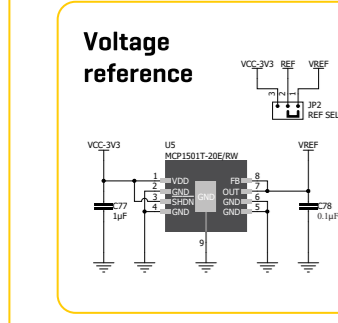 Voltage
reference
VCC-3V3 REF VREF
3 2 1
JP2
REF SEL
VCC-3V3
U5
MCP1501T-20E/RW
VREF
1 VDD FB 8
2 GND OUT 7
3 SHDN GND 6
4 GND GND 5
GND
9
C77
1µF
C78
0.1µF